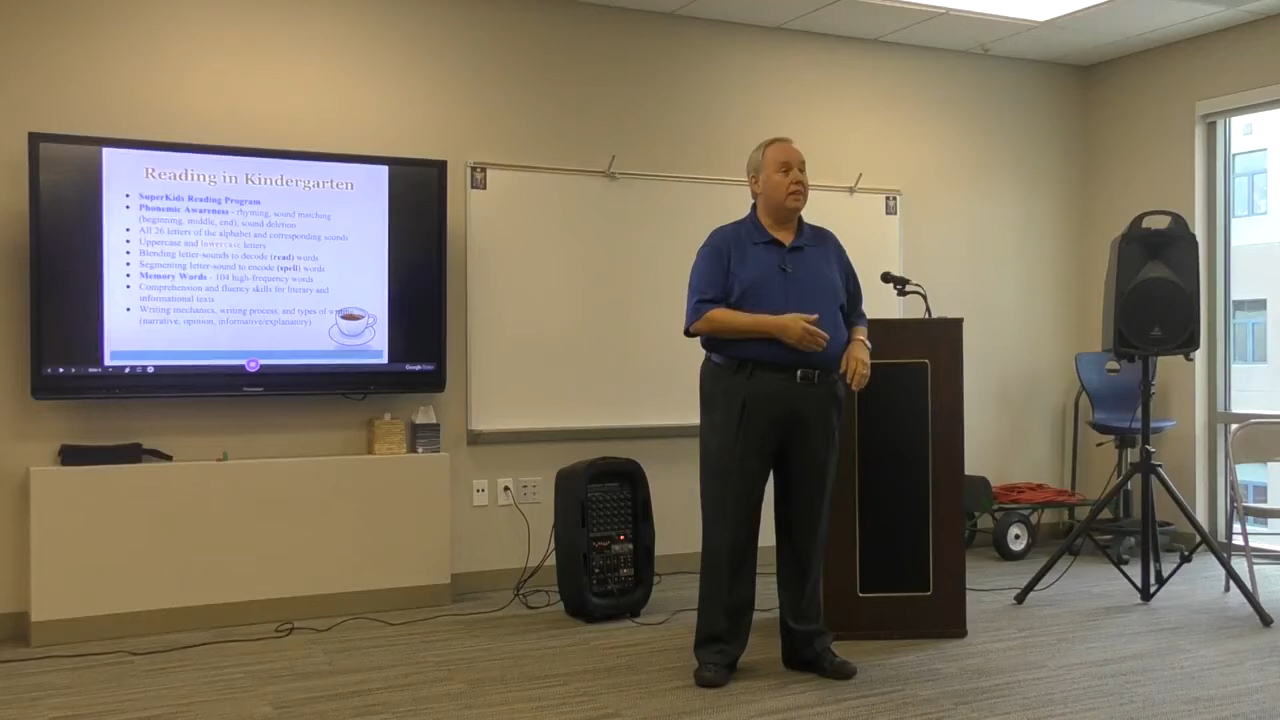 Reading in Kindergarten
• SuperKids Reading Program
• Phonemic Awareness - rhyming, sound matching
(beginning, middle, end), sound deletion
• All 26 letters of the alphabet and corresponding sounds
• Uppercase and lowercase letters
• Blending letter-sounds to decode (read) words
• Segmenting letter-sound to encode (spell) words
• Memory Words - 104 high-frequency words
• Comprehension and fluency skills for literary and
informational texts
• Writing mechanics, writing process, and types of writing
(narrative, opinion, informative/explanatory)
Google Slides